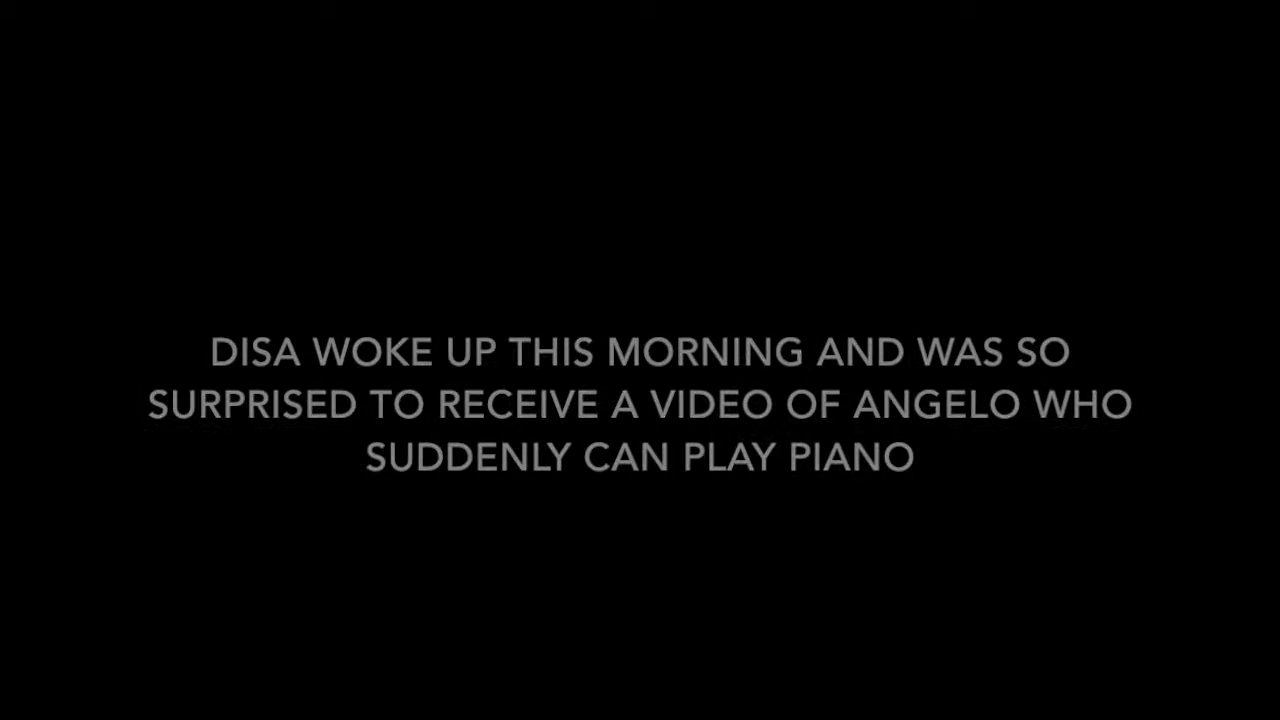 DISA WOKE UP THIS MORNING AND WAS SO
SURPRISED TO RECEIVE A VIDEO OF ANGELO WHO
SUDDENLY CAN PLAY PIANO